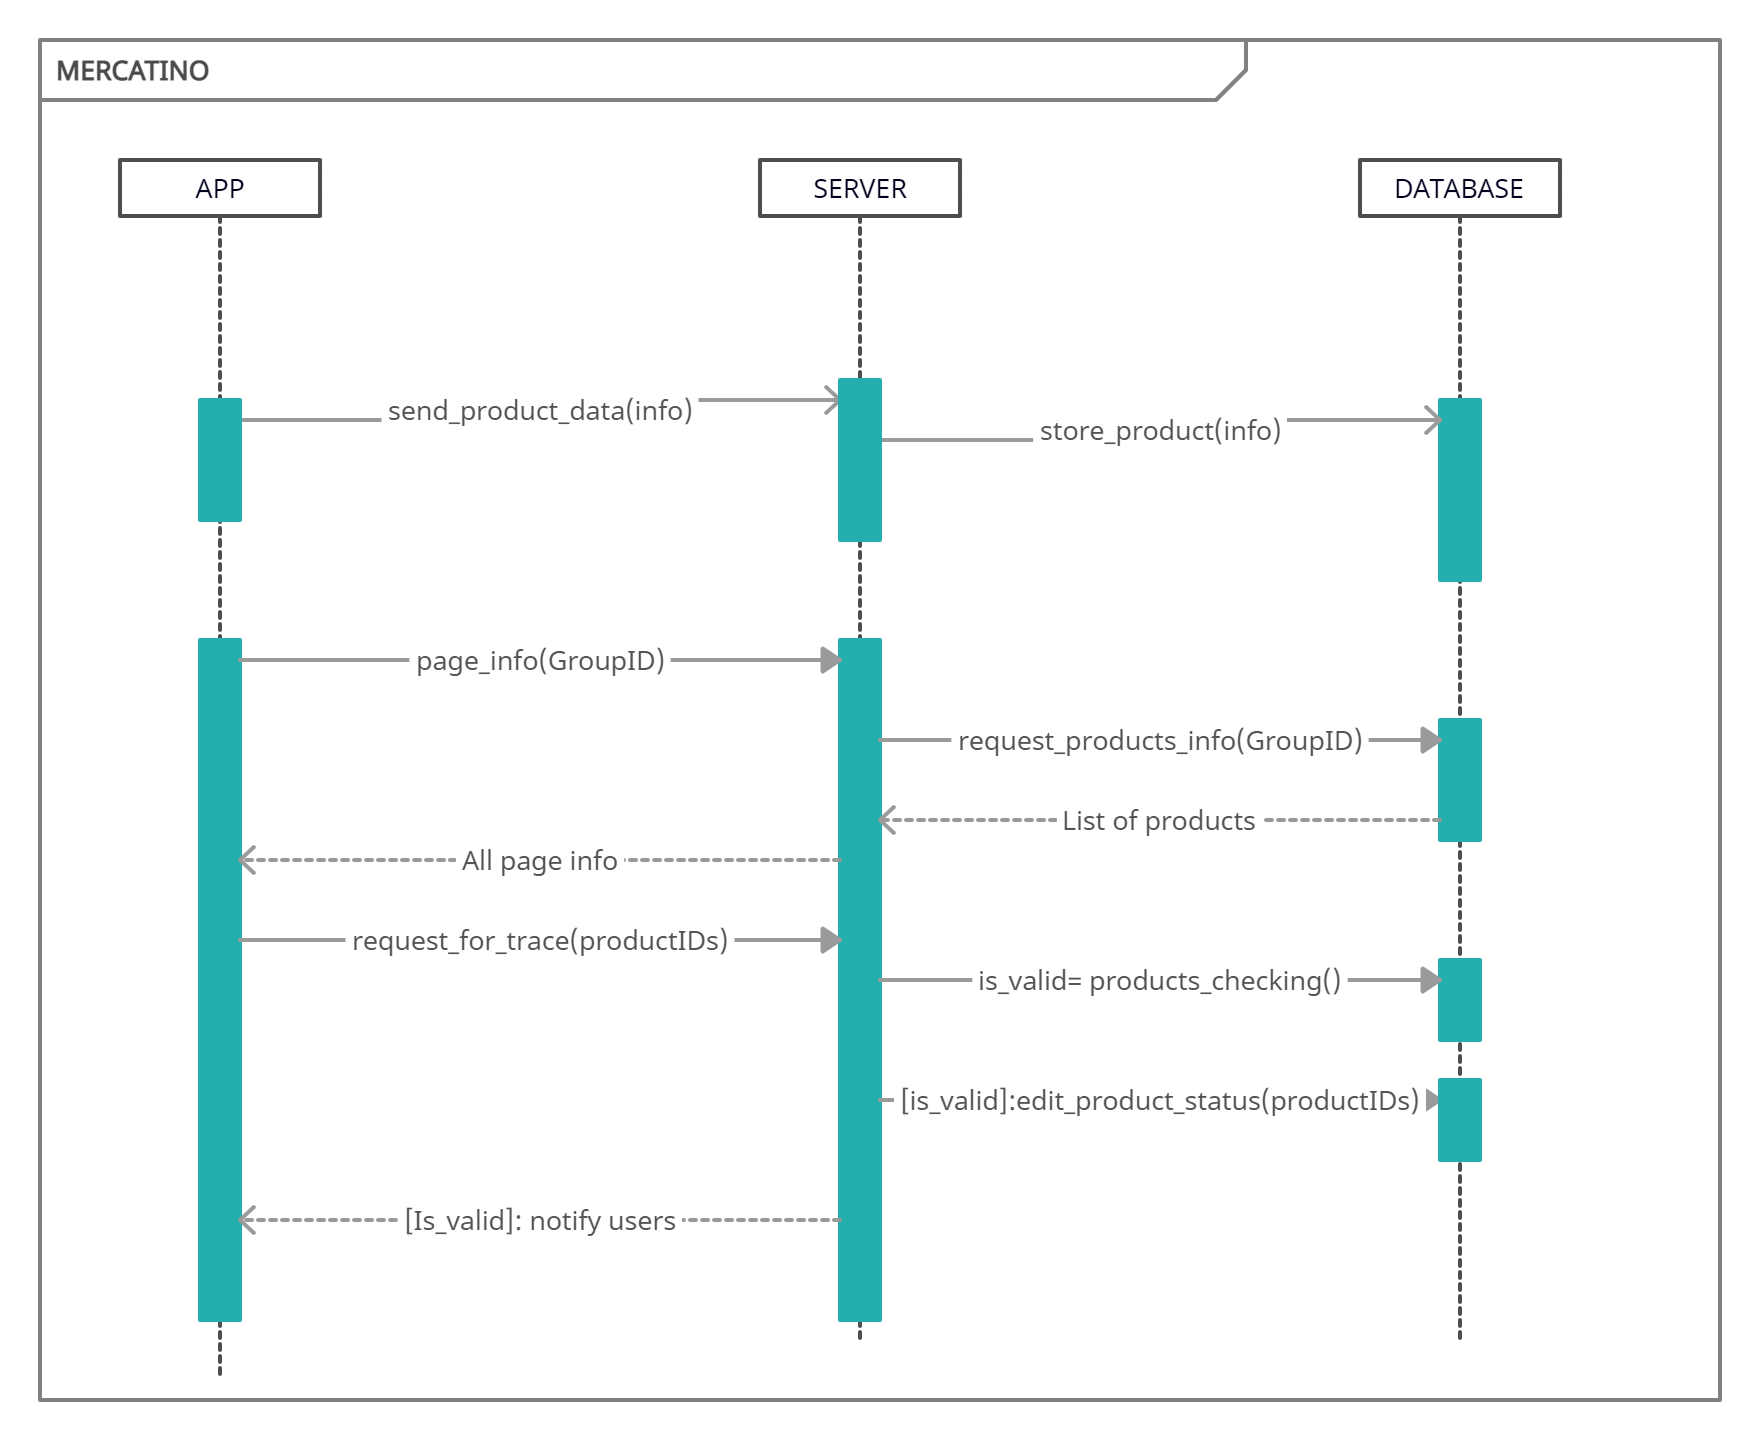 MERCATINO
APP
SERVER
DATABASE
send_product_data(info)
store_product(info)
page_info(GroupID)
request_products_info(GroupID)
List of products
All page info
request_for_trace(productIDs)
is_valid= products_checking()
[is_valid]:edit_product_status(productIDs)
[Is_valid]: notify users